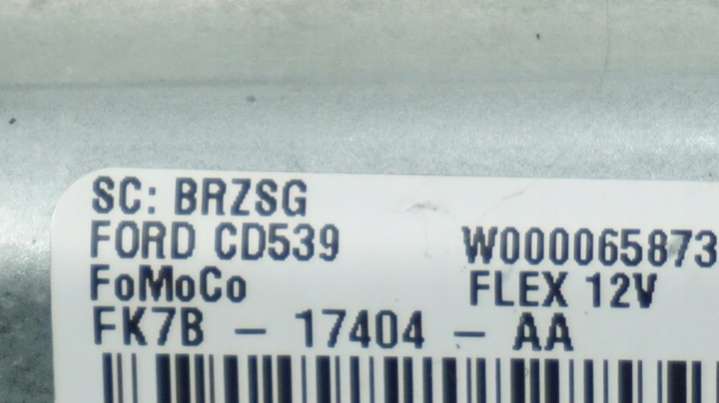 SC: BRZSG
FORD CD539 W000065873
FoMoCo FLEX 12V
FK7B - 17404 - AA